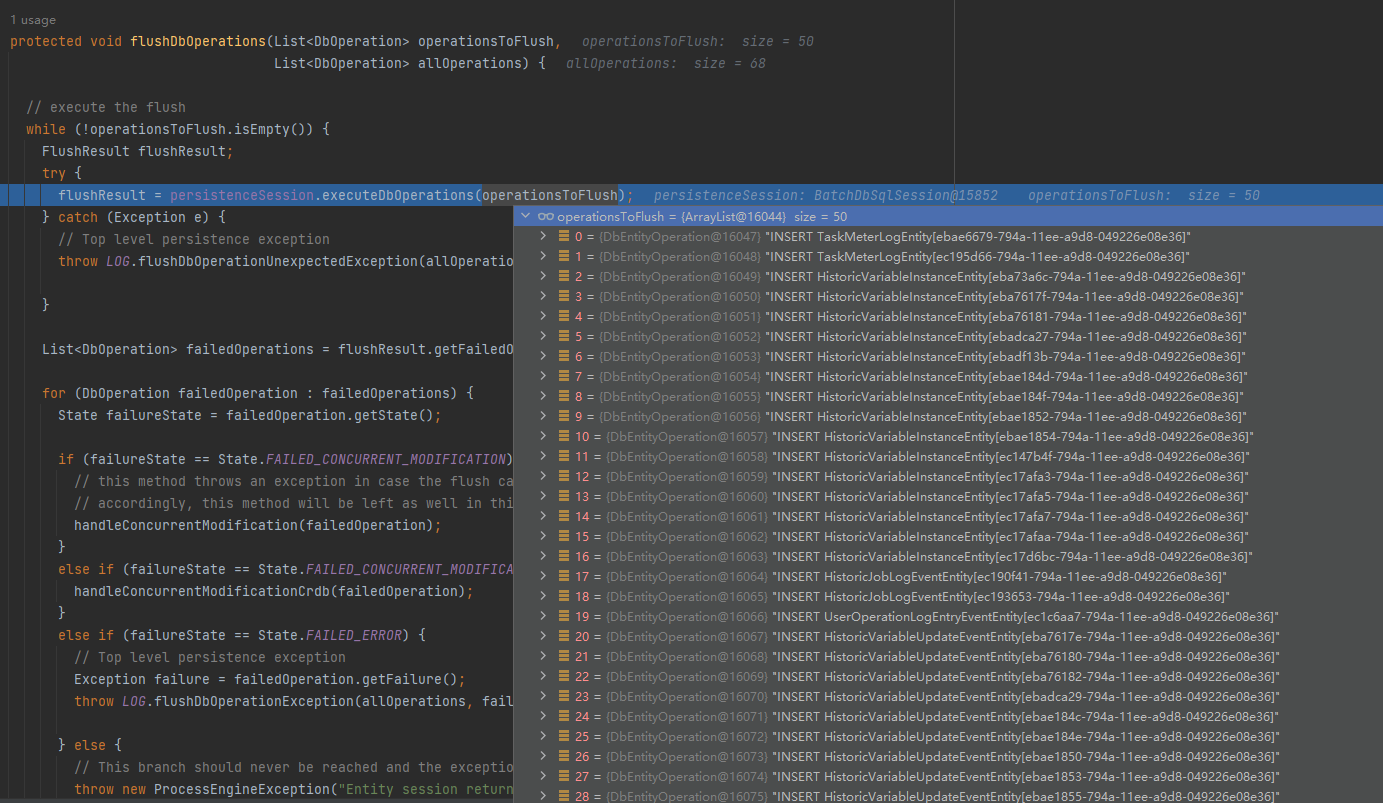 1 usage
protected void flushDbOperations(List<DbOperation> operationsToFlush, operationsToFlush: size = 50
List<DbOperation> allOperations) { allOperations: size = 68
// execute the flush
while (!operationsToFlush.isEmpty()) {
FlushResult flushResult;
try {
flushResult = persistenceSession.executeDbOperations(operationsToFlush); persistenceSession: BatchDbSqlSession@15852 operationsToFlush: size = 50
} catch (Exception e) {
// Top level persistence exception
throw LOG.flushDbOperationUnexpectedException(allOperatio
}
List<DbOperation> failedOperations = flushResult.getFailedO
for (DbOperation failedOperation : failedOperations) {
State failureState = failedOperation.getState();
if (failureState == State.FAILED_CONCURRENT_MODIFICATION)
// this method throws an exception in case the flush ca
// accordingly, this method will be left as well in thi
handleConcurrentModification(failedOperation);
}
else if (failureState == State.FAILED_CONCURRENT_MODIFICA
handleConcurrentModificationCrdb(failedOperation);
}
else if (failureState == State.FAILED_ERROR) {
// Top level persistence exception
Exception failure = failedOperation.getFailure();
throw LOG.flushDbOperationException(allOperations, fail
} else {
// This branch should never be reached and the exceptio
throw new ProcessEngineException("Entity session return
operationsToFlush = {ArrayList@16044} size = 50
0 = {DbEntityOperation@16047} "INSERT TaskMeterLogEntity[ebae6679-794a-11ee-a9d8-049226e08e36]"
1 = {DbEntityOperation@16048} "INSERT TaskMeterLogEntity[ec195d66-794a-11ee-a9d8-049226e08e36]"
2 = {DbEntityOperation@16049} "INSERT HistoricVariableInstanceEntity[eba73a6c-794a-11ee-a9d8-049226e08e36]"
3 = {DbEntityOperation@16050} "INSERT HistoricVariableInstanceEntity[eba7617f-794a-11ee-a9d8-049226e08e36]"
4 = {DbEntityOperation@16051} "INSERT HistoricVariableInstanceEntity[eba76181-794a-11ee-a9d8-049226e08e36]"
5 = {DbEntityOperation@16052} "INSERT HistoricVariableInstanceEntity[ebadca27-794a-11ee-a9d8-049226e08e36]"
6 = {DbEntityOperation@16053} "INSERT HistoricVariableInstanceEntity[ebadf13b-794a-11ee-a9d8-049226e08e36]"
7 = {DbEntityOperation@16054} "INSERT HistoricVariableInstanceEntity[ebae184d-794a-11ee-a9d8-049226e08e36]"
8 = {DbEntityOperation@16055} "INSERT HistoricVariableInstanceEntity[ebae184f-794a-11ee-a9d8-049226e08e36]"
9 = {DbEntityOperation@16056} "INSERT HistoricVariableInstanceEntity[ebae1852-794a-11ee-a9d8-049226e08e36]"
10 = {DbEntityOperation@16057} "INSERT HistoricVariableInstanceEntity[ebae1854-794a-11ee-a9d8-049226e08e36]"
11 = {DbEntityOperation@16058} "INSERT HistoricVariableInstanceEntity[ec147b4f-794a-11ee-a9d8-049226e08e36]"
12 = {DbEntityOperation@16059} "INSERT HistoricVariableInstanceEntity[ec17afa3-794a-11ee-a9d8-049226e08e36]"
13 = {DbEntityOperation@16060} "INSERT HistoricVariableInstanceEntity[ec17afa5-794a-11ee-a9d8-049226e08e36]"
14 = {DbEntityOperation@16061} "INSERT HistoricVariableInstanceEntity[ec17afa7-794a-11ee-a9d8-049226e08e36]"
15 = {DbEntityOperation@16062} "INSERT HistoricVariableInstanceEntity[ec17afaa-794a-11ee-a9d8-049226e08e36]"
16 = {DbEntityOperation@16063} "INSERT HistoricVariableInstanceEntity[ec17d6bc-794a-11ee-a9d8-049226e08e36]"
17 = {DbEntityOperation@16064} "INSERT HistoricJobLogEventEntity[ec190f41-794a-11ee-a9d8-049226e08e36]"
18 = {DbEntityOperation@16065} "INSERT HistoricJobLogEventEntity[ec193653-794a-11ee-a9d8-049226e08e36]"
19 = {DbEntityOperation@16066} "INSERT UserOperationLogEntryEventEntity[ec1c6aa7-794a-11ee-a9d8-049226e08e36]"
20 = {DbEntityOperation@16067} "INSERT HistoricVariableUpdateEventEntity[eba7617e-794a-11ee-a9d8-049226e08e36]"
21 = {DbEntityOperation@16068} "INSERT HistoricVariableUpdateEventEntity[eba76180-794a-11ee-a9d8-049226e08e36]"
22 = {DbEntityOperation@16069} "INSERT HistoricVariableUpdateEventEntity[eba76182-794a-11ee-a9d8-049226e08e36]"
23 = {DbEntityOperation@16070} "INSERT HistoricVariableUpdateEventEntity[ebadca29-794a-11ee-a9d8-049226e08e36]"
24 = {DbEntityOperation@16071} "INSERT HistoricVariableUpdateEventEntity[ebae184c-794a-11ee-a9d8-049226e08e36]"
25 = {DbEntityOperation@16072} "INSERT HistoricVariableUpdateEventEntity[ebae184e-794a-11ee-a9d8-049226e08e36]"
26 = {DbEntityOperation@16073} "INSERT HistoricVariableUpdateEventEntity[ebae1850-794a-11ee-a9d8-049226e08e36]"
27 = {DbEntityOperation@16074} "INSERT HistoricVariableUpdateEventEntity[ebae1853-794a-11ee-a9d8-049226e08e36]"
28 = {DbEntityOperation@16075} "INSERT HistoricVariableUpdateEventEntity[ebae1855-794a-11ee-a9d8-049226e08e36]"